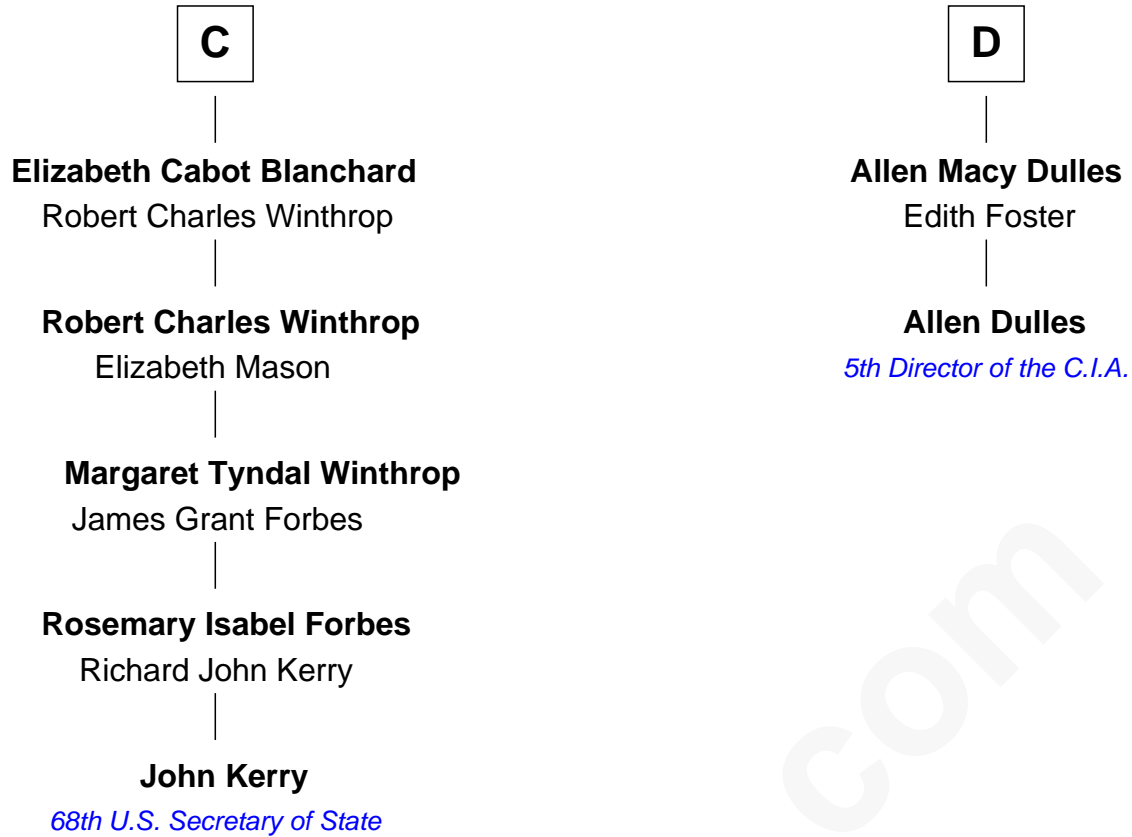 C
Elizabeth Cabot Blanchard
Robert Charles Winthrop
Robert Charles Winthrop
Elizabeth Mason
Margaret Tyndal Winthrop
James Grant Forbes
Rosemary Isabel Forbes
Richard John Kerry
John Kerry
68th U.S. Secretary of State
D
Allen Macy Dulles
Edith Foster
Allen Dulles
5th Director of the C.I.A.
com